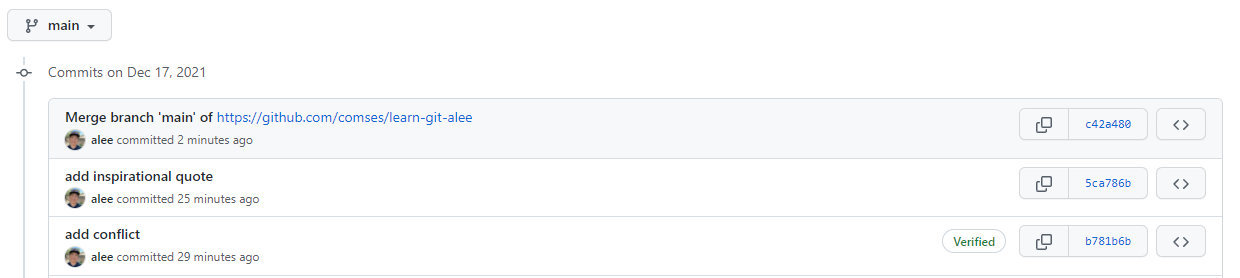 main
Commits on Dec 17, 2021
Merge branch 'main' of https://github.com/comses/learn-git-alee
c42a480
alee committed 2 minutes ago
add inspirational quote
5ca786b
alee committed 25 minutes ago
add conflict
Verified
b781b6b
alee committed 29 minutes ago